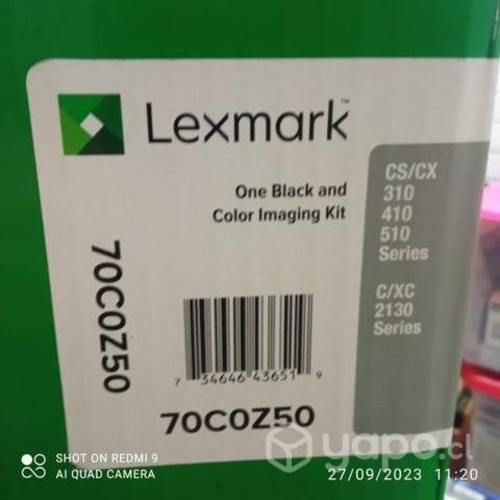 Lexmark™
One Black and
Color Imaging Kit
CS/CX
310
410
510
Series
C/XC
2130
Series
70C0Z50
7 34646 43651 9
70C0Z50
yapo.cl
SHOT ON REDMI 9
AI QUAD CAMERA
27/09/2023 11:20